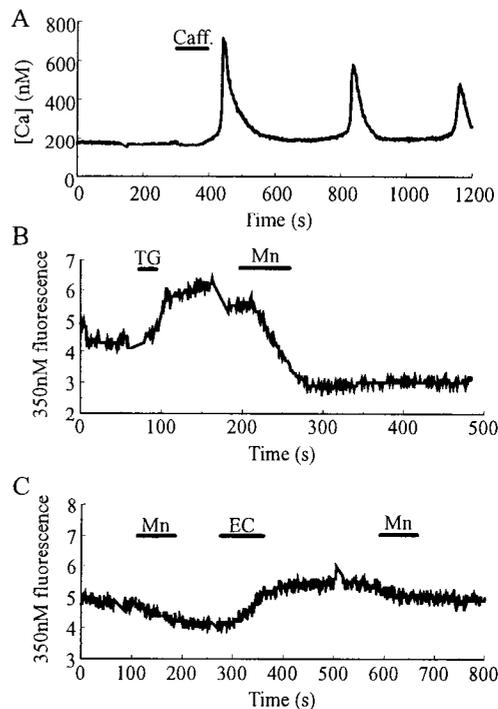 A
800
Caff.
600
[Ca] (nM)
400
200
0
0 200 400 600 800 1000 1200
Time (s)
B
7
TG Mn
6
350nM fluorescence
5
4
3
2
0 100 200 300 400 500
Time (s)
C
8
7
Mn EC Mn
6
350nM fluorescence
5
4
3
0 100 200 300 400 500 600 700 800
Time (s)